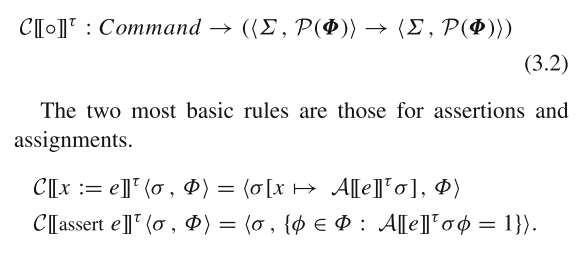 𝒞⟦∘⟧^τ : Command → (⟨Σ, 𝒫(𝜱)⟩ → ⟨Σ, 𝒫(𝜱)⟩)
(3.2)
The two most basic rules are those for assertions and
assignments.
𝒞⟦x := e⟧^τ⟨σ, Φ⟩ = ⟨σ[x ↦ 𝒜⟦e⟧^τσ], Φ⟩
𝒞⟦assert e⟧^τ⟨σ, Φ⟩ = ⟨σ, {ϕ ∈ Φ : 𝒜⟦e⟧^τσϕ = 1}⟩.